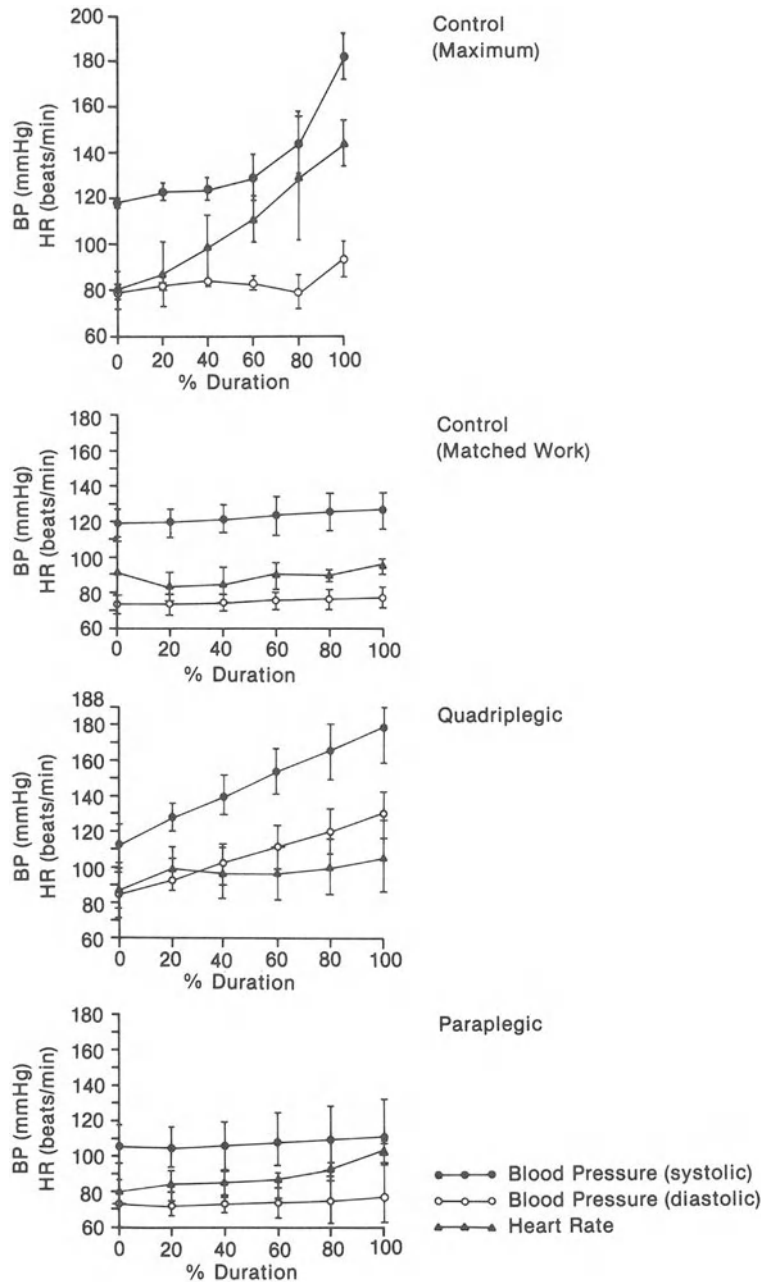 Control
(Maximum)
BP (mmHg)
HR (beats/min)
200
180
160
140
120
100
80
60
0 20 40 60 80 100
% Duration
Control
(Matched Work)
BP (mmHg)
HR (beats/min)
180
160
140
120
100
80
60
0 20 40 60 80 100
% Duration
Quadriplegic
BP (mmHg)
HR (beats/min)
188
180
160
140
120
100
80
60
0 20 40 60 80 100
% Duration
Paraplegic
BP (mmHg)
HR (beats/min)
180
160
140
120
100
80
60
0 20 40 60 80 100
% Duration
Blood Pressure (systolic)
Blood Pressure (diastolic)
Heart Rate